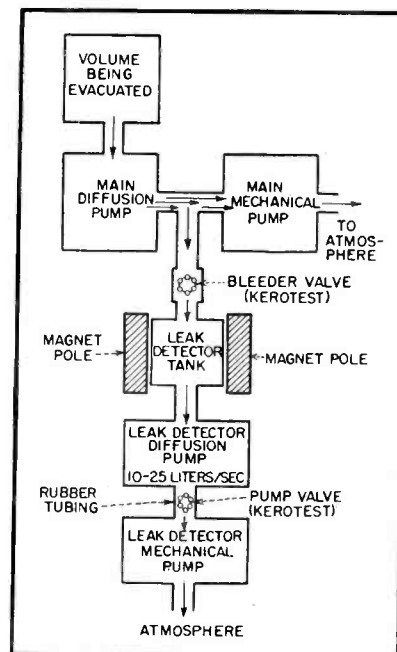 VOLUME
BEING
EVACUATED
MAIN
DIFFUSION
PUMP
MAIN
MECHANICAL
PUMP
TO
ATMOS-
PHERE
BLEEDER VALVE
(KEROTEST)
MAGNET
POLE
LEAK
DETECTOR
TANK
MAGNET POLE
LEAK DETECTOR
DIFFUSION
PUMP
10-25 LITERS/SEC
RUBBER
TUBING
PUMP VALVE
(KEROTEST)
LEAK DETECTOR
MECHANICAL
PUMP
ATMOSPHERE